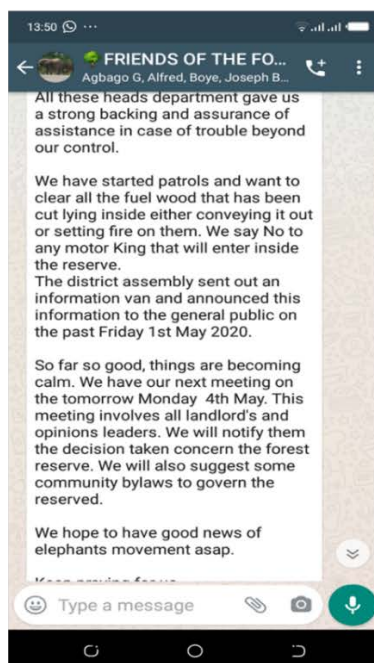 13:50
FRIENDS OF THE FO...
Agbago G, Alfred, Boye, Joseph B...
All these heads department gave us
a strong backing and assurance of
assistance in case of trouble beyond
our control.
We have started patrols and want to
clear all the fuel wood that has been
cut lying inside either conveying it out
or setting fire on them. We say No to
any motor King that will enter inside
the reserve.
The district assembly sent out an
information van and announced this
information to the general public on
the past Friday 1st May 2020.
So far so good, things are becoming
calm. We have our next meeting on
the tomorrow Monday 4th May. This
meeting involves all landlord's and
opinions leaders. We will notify them
the decision taken concern the forest
reserve. We will also suggest some
community bylaws to govern the
reserved.
We hope to have good news of
elephants movement asap.
Keep praying for us
Type a message